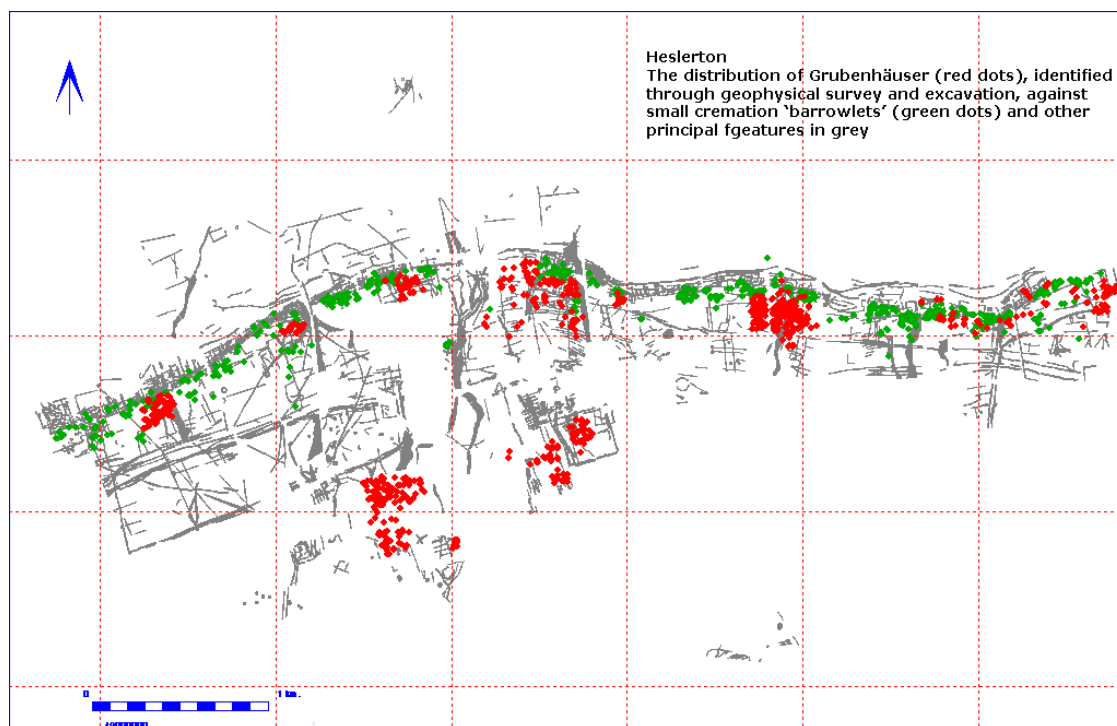 Heslerton
The distribution of Grubenhäuser (red dots), identified
through geophysical survey and excavation, against
small cremation ‘barrowlets’ (green dots) and other
principal fgeatures in grey
0 1 km.